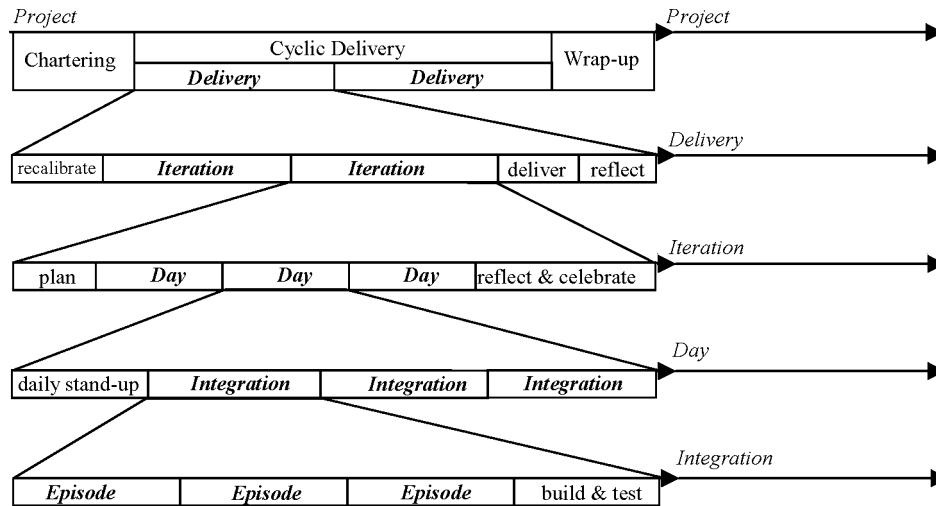 Project Project
Chartering Cyclic Delivery Wrap-up
Delivery Delivery
Delivery
recalibrate Iteration Iteration deliver reflect
Iteration
plan Day Day Day reflect & celebrate
Day
daily stand-up Integration Integration Integration
Integration
Episode Episode Episode build & test